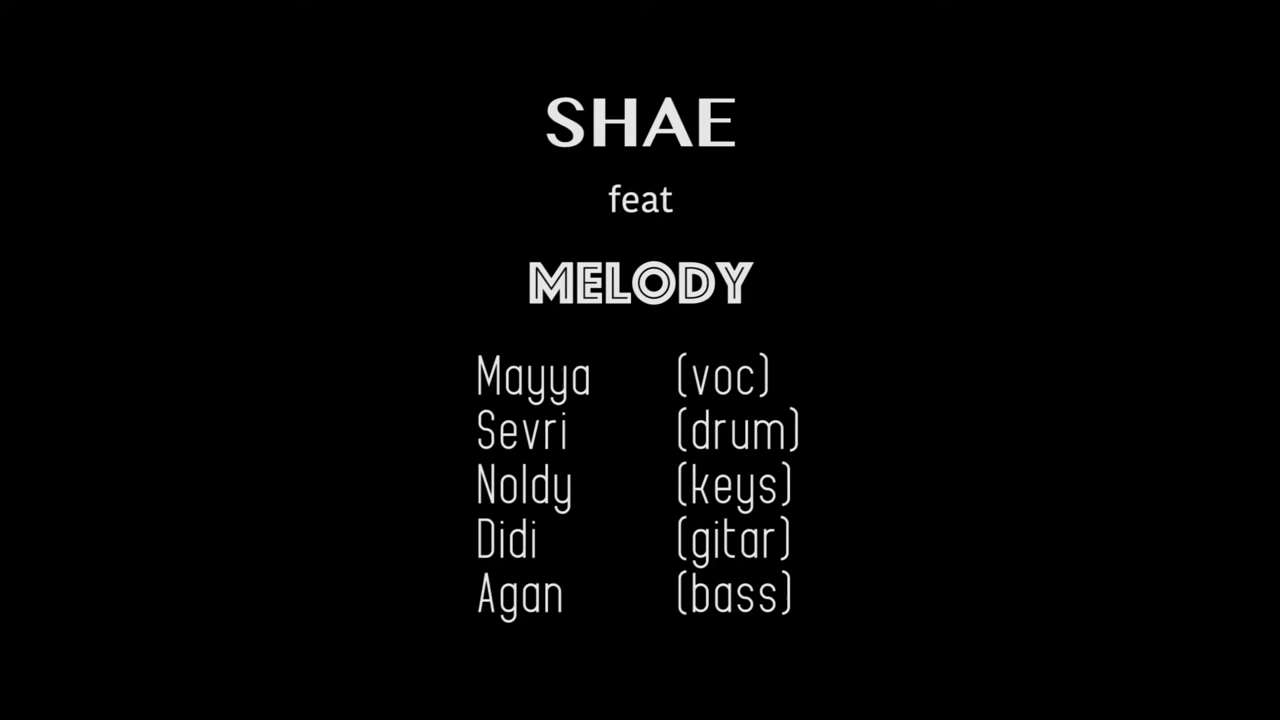 SHAE
feat
MELODY
Mayya (voc)
Sevri (drum)
Noldy (keys)
Didi (gitar)
Agan (bass)